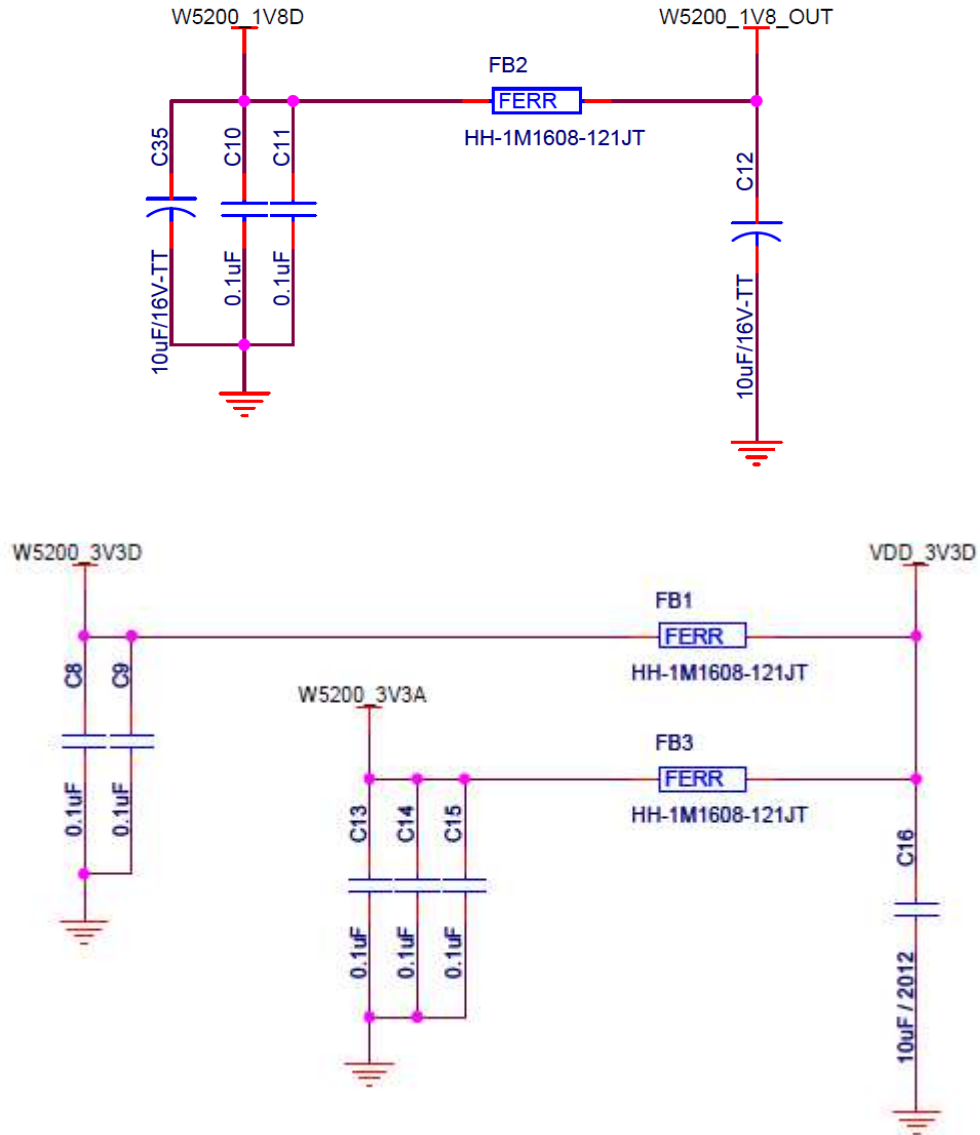 W5200_1V8D
W5200_1V8_OUT
FB2
FERR
HH-1M1608-121JT
C35
C10
C11
C12
10uF/16V-TT
0.1uF
0.1uF
10uF/16V-TT
W5200_3V3D
VDD_3V3D
FB1
FERR
HH-1M1608-121JT
C8
C9
W5200_3V3A
FB3
FERR
HH-1M1608-121JT
0.1uF
0.1uF
C13
C14
C15
C16
0.1uF
0.1uF
0.1uF
10uF / 2012